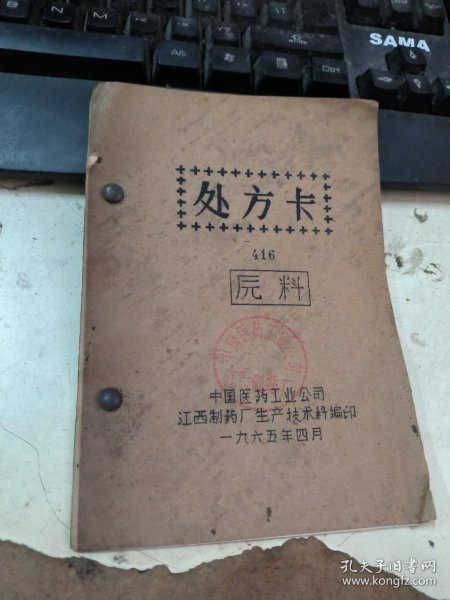 N
M
Alt
Ctrl
SAMA
处方卡
416
原料
中国医药工业公司
江西制药厂生产技术科编印
一九六五年四月
孔夫子旧书网
www.kongfz.com